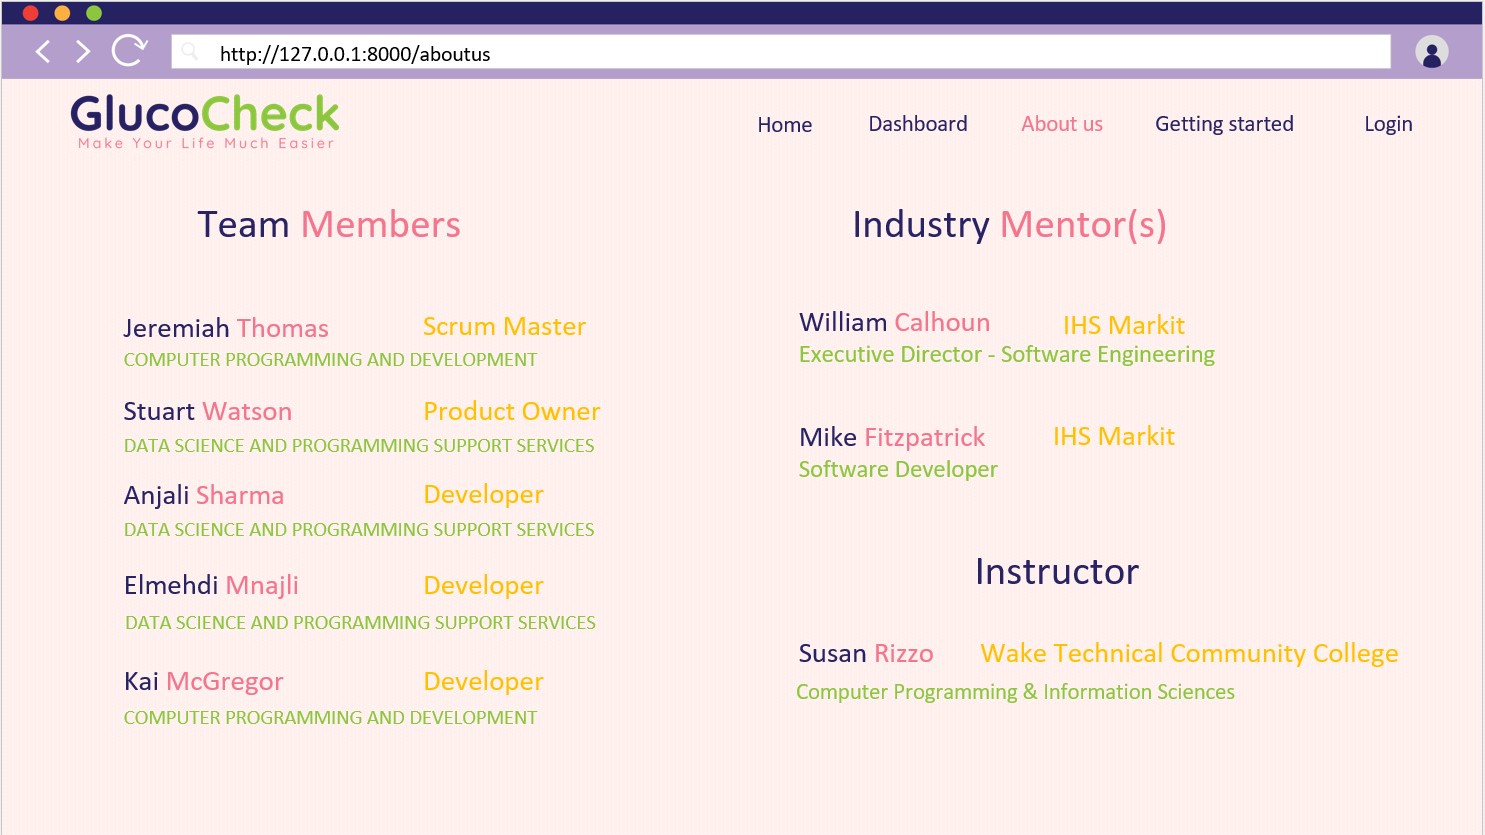 http://127.0.0.1:8000/aboutus
GlucoCheck
Make Your Life Much Easier
Home Dashboard About us Getting started Login
Team Members
Jeremiah Thomas Scrum Master
COMPUTER PROGRAMMING AND DEVELOPMENT
Stuart Watson Product Owner
DATA SCIENCE AND PROGRAMMING SUPPORT SERVICES
Anjali Sharma Developer
DATA SCIENCE AND PROGRAMMING SUPPORT SERVICES
Elmehdi Mnajli Developer
DATA SCIENCE AND PROGRAMMING SUPPORT SERVICES
Kai McGregor Developer
COMPUTER PROGRAMMING AND DEVELOPMENT
Industry Mentor(s)
William Calhoun IHS Markit
Executive Director - Software Engineering
Mike Fitzpatrick IHS Markit
Software Developer
Instructor
Susan Rizzo Wake Technical Community College
Computer Programming & Information Sciences